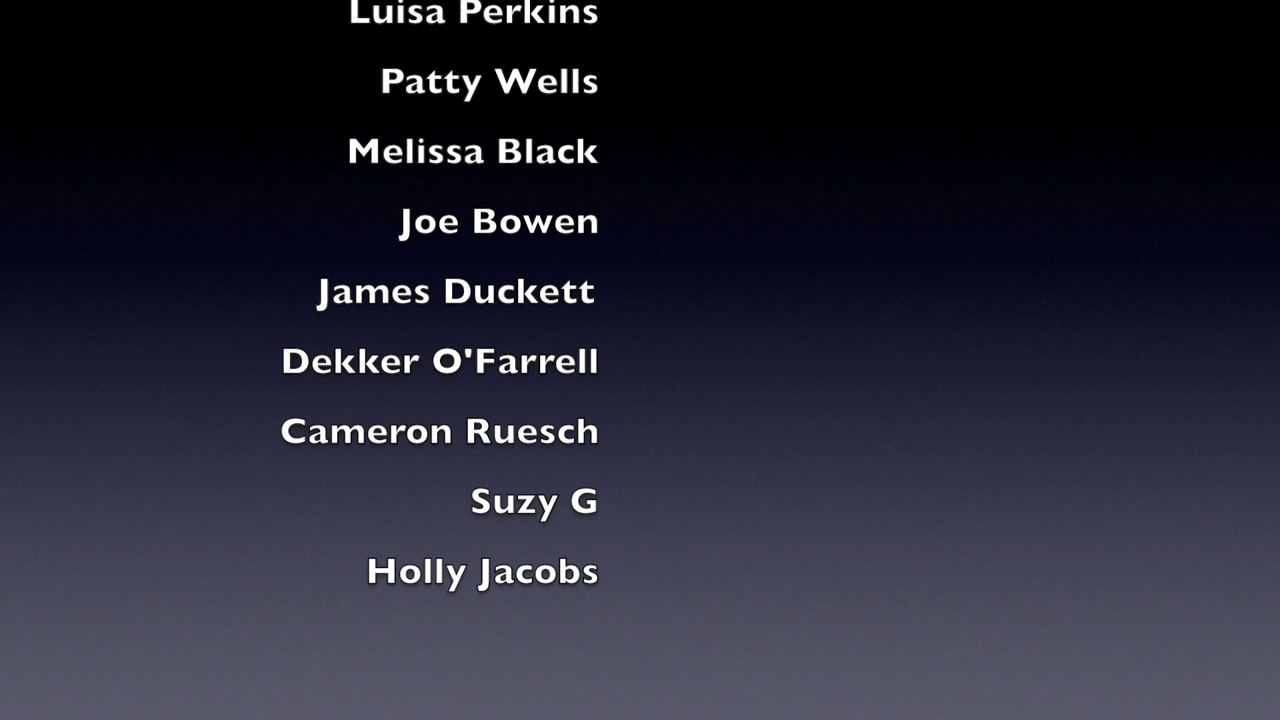 Luisa Perkins
Patty Wells
Melissa Black
Joe Bowen
James Duckett
Dekker O'Farrell
Cameron Ruesch
Suzy G
Holly Jacobs